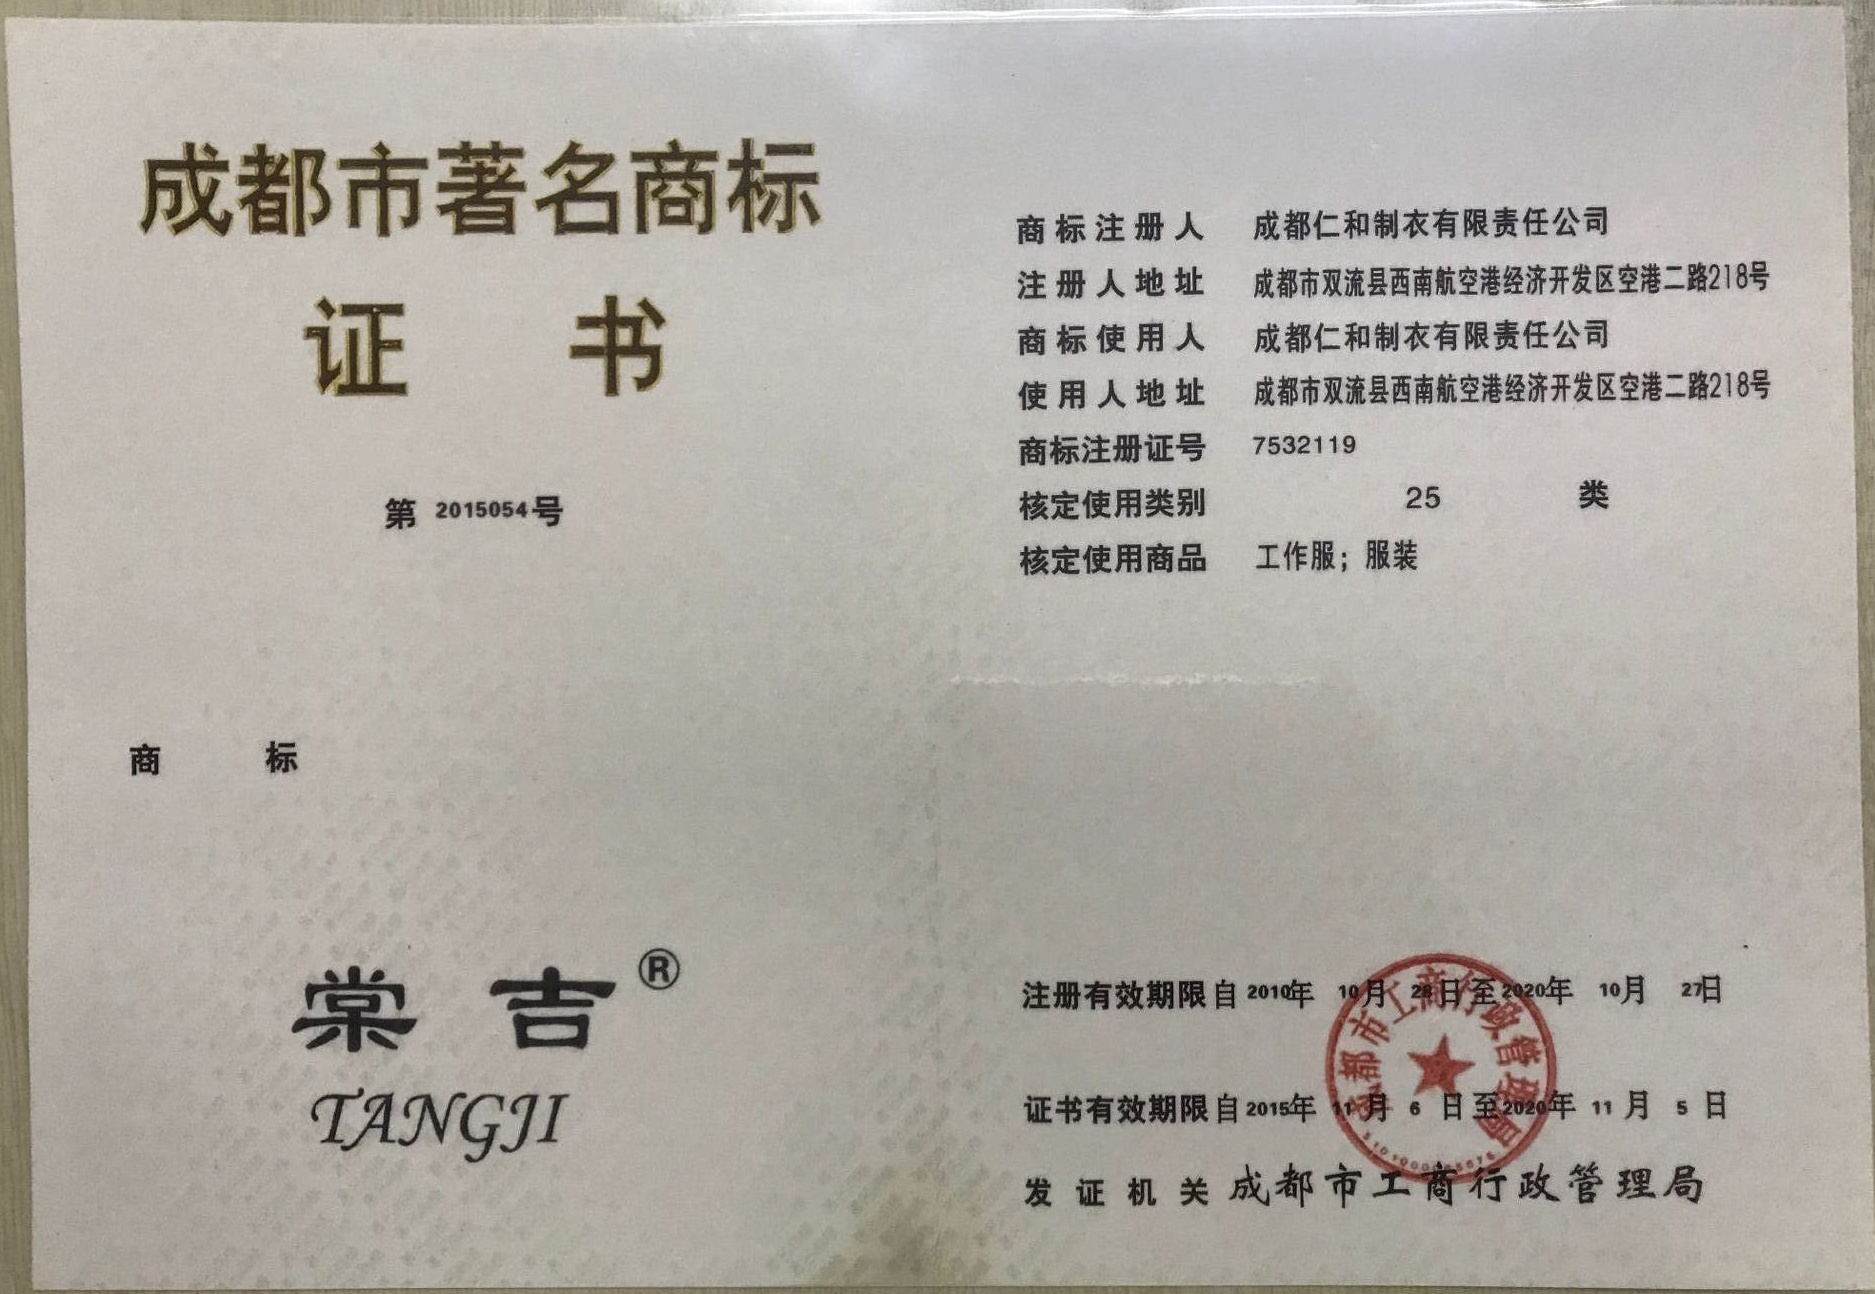 成都市著名商标
证 书
第 2015054 号
商 标
棠 吉 ®
TANGJI
商标注册人 成都仁和制衣有限责任公司
注册人地址 成都市双流县西南航空港经济开发区空港二路218号
商标使用人 成都仁和制衣有限责任公司
使用人地址 成都市双流县西南航空港经济开发区空港二路218号
商标注册证号 7532119
核定使用类别 25 类
核定使用商品 工作服；服装
注册有效期限自 2010年 10月 28日至2020年 10月 27日
证书有效期限自 2015年 11月 6日至2020年 11月 5日
发证机关 成都市工商行政管理局
成都市工商行政管理局